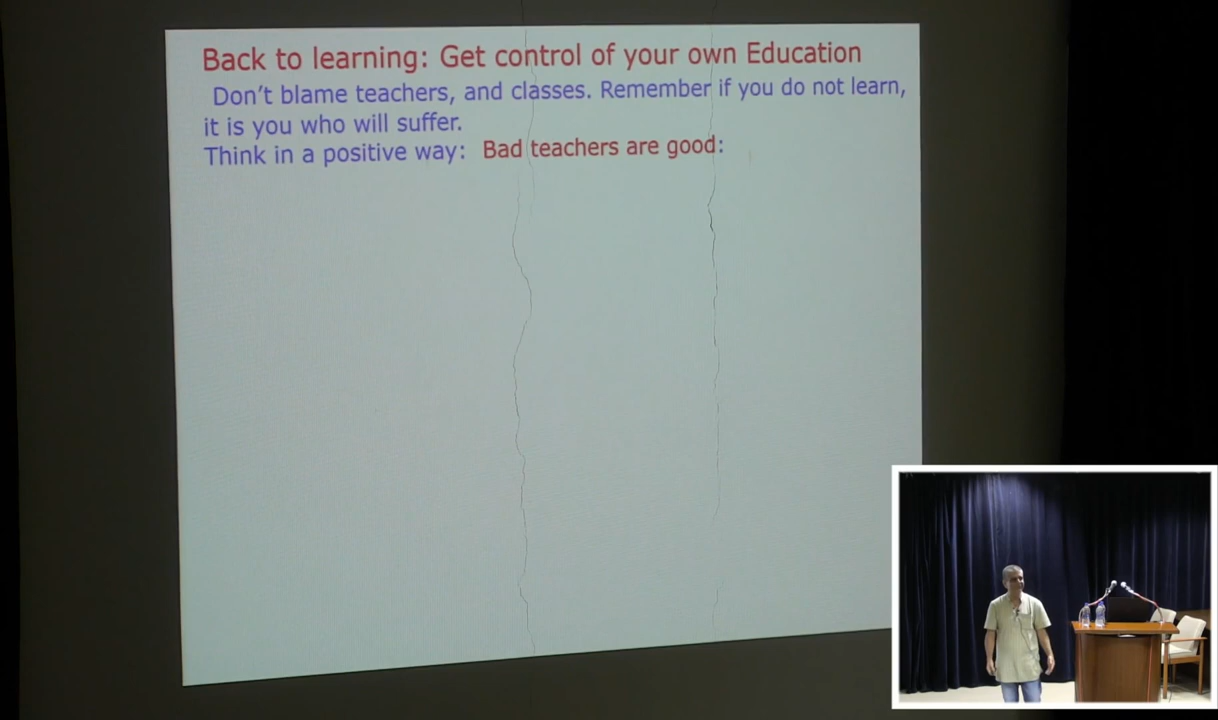 Back to learning: Get control of your own Education
Don't blame teachers, and classes. Remember if you do not learn,
it is you who will suffer.
Think in a positive way: Bad teachers are good: